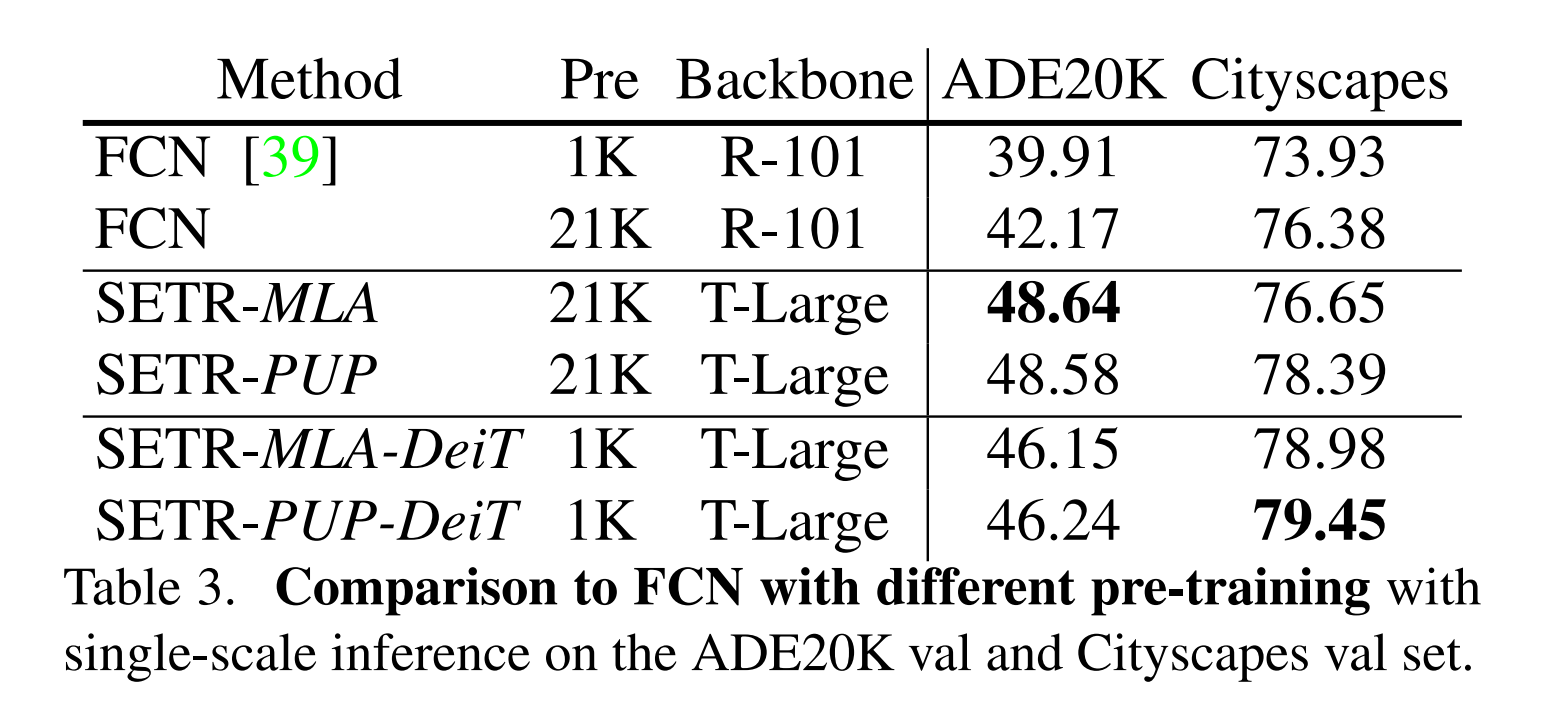 Method Pre Backbone ADE20K Cityscapes
FCN [39] 1K R-101 39.91 73.93
FCN 21K R-101 42.17 76.38
SETR-MLA 21K T-Large 48.64 76.65
SETR-PUP 21K T-Large 48.58 78.39
SETR-MLA-DeiT 1K T-Large 46.15 78.98
SETR-PUP-DeiT 1K T-Large 46.24 79.45
Table 3. Comparison to FCN with different pre-training with
single-scale inference on the ADE20K val and Cityscapes val set.